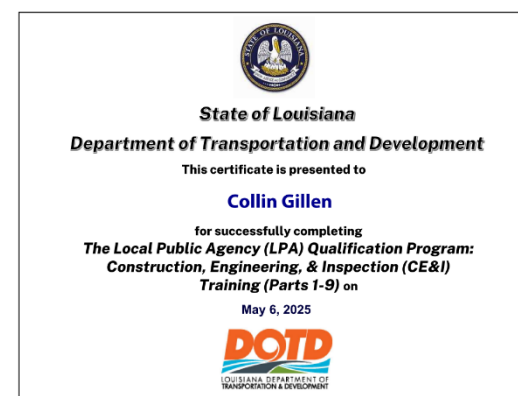 STATE OF LOUISIANA
State of Louisiana
Department of Transportation and Development
This certificate is presented to
Collin Gillen
for successfully completing
The Local Public Agency (LPA) Qualification Program:
Construction, Engineering, & Inspection (CE&I)
Training (Parts 1-9) on
May 6, 2025
DOTD
LOUISIANA DEPARTMENT OF
TRANSPORTATION & DEVELOPMENT